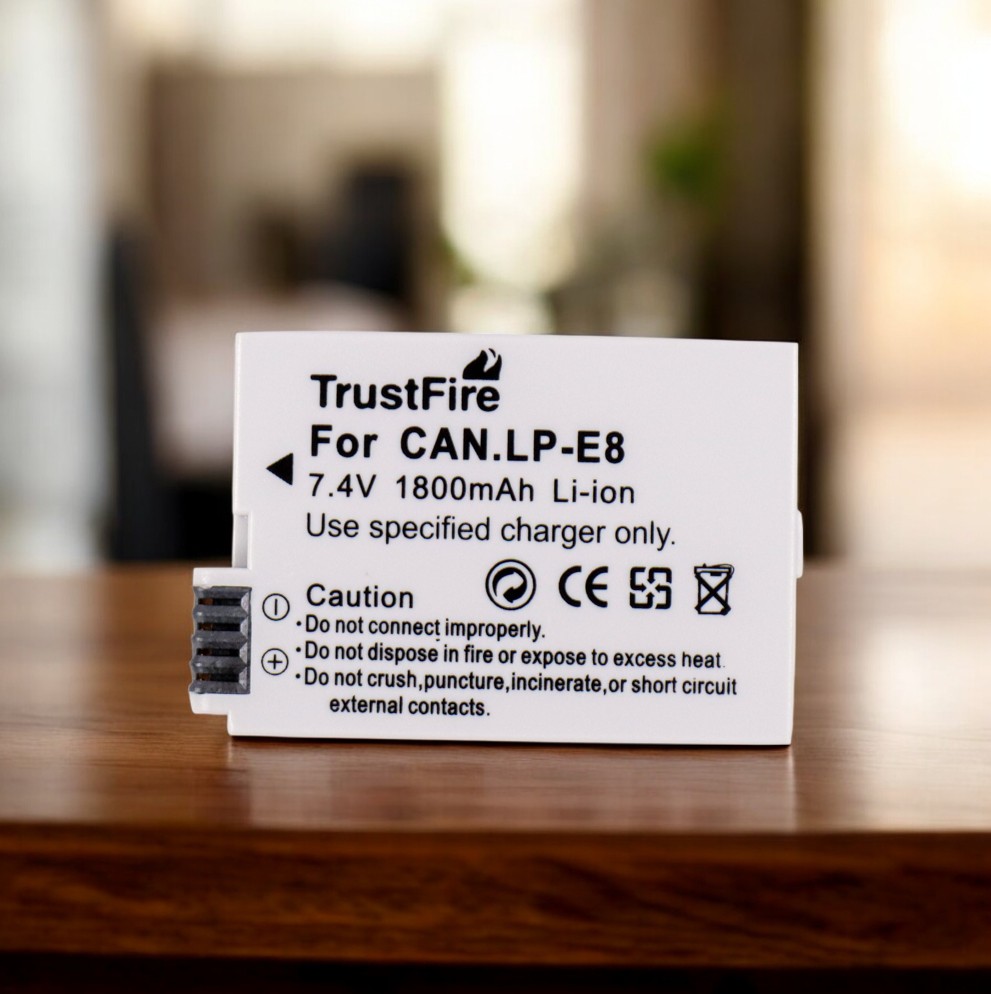 TrustFire
For CAN.LP-E8
7.4V 1800mAh Li-ion
Use specified charger only.
Caution
CE
·Do not connect improperly.
·Do not dispose in fire or expose to excess heat.
·Do not crush,puncture,incinerate,or short circuit
external contacts.